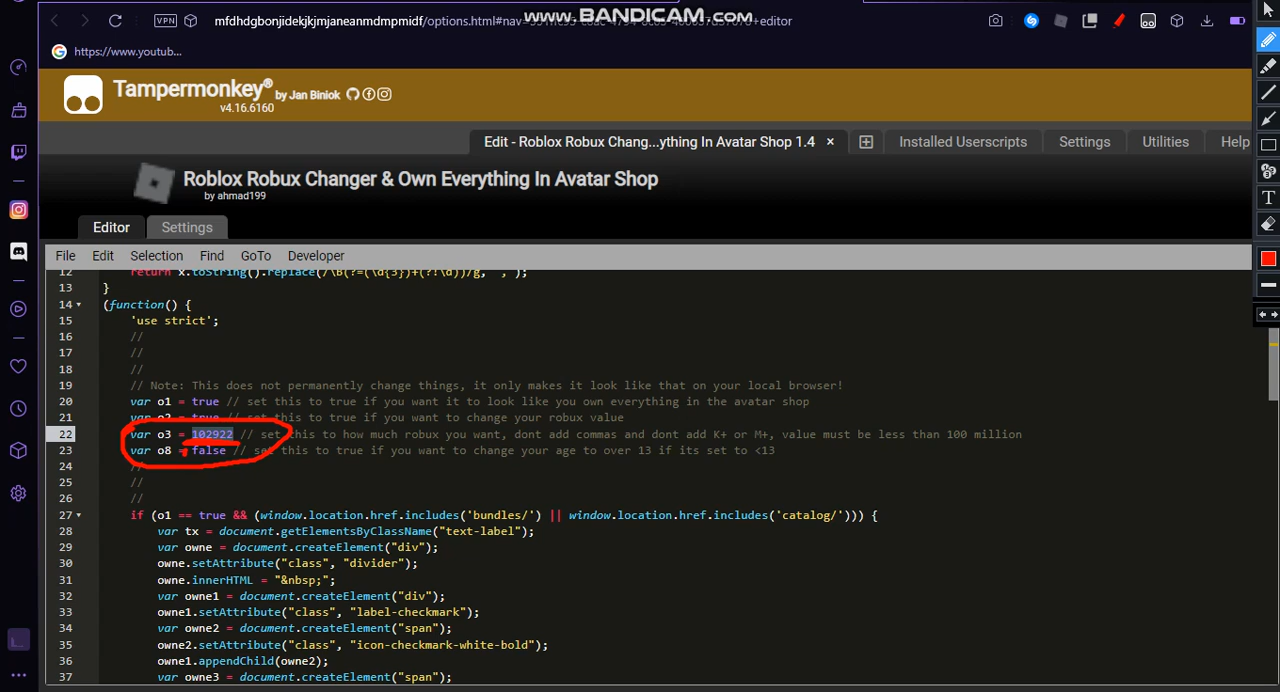 www.BANDICAM.com
VPN
mfdhdgbonjidekjkjmjaneanmdmpmidf/options.html#nav=
+editor
https://www.youtub...
Tampermonkey® by Jan Biniok
v4.16.6160
Edit - Roblox Robux Chang...ything In Avatar Shop 1.4 ×
Installed Userscripts
Settings
Utilities
Help
Roblox Robux Changer & Own Everything In Avatar Shop
by ahmad199
Editor
Settings
File Edit Selection Find GoTo Developer
12 return x.toString().replace(/\B(?=(\d{3})+(?!\d))/g, ",");
13 }
14 (function() {
15 'use strict';
16 //
17 //
18 //
19 // Note: This does not permanently change things, it only makes it look like that on your local browser!
20 var o1 = true // set this to true if you want it to look like you own everything in the avatar shop
21 var o2 = true // set this to true if you want to change your robux value
22 var o3 = 102922 // set this to how much robux you want, dont add commas and dont add K+ or M+, value must be less than 100 million
23 var o8 = false // set this to true if you want to change your age to over 13 if its set to <13
24 //
25 //
26 //
27 if (o1 == true && (window.location.href.includes('bundles/') || window.location.href.includes('catalog/'))) {
28 var tx = document.getElementsByClassName("text-label");
29 var owne = document.createElement("div");
30 owne.setAttribute("class", "divider");
31 owne.innerHTML = "&nbsp;";
32 var owne1 = document.createElement("div");
33 owne1.setAttribute("class", "label-checkmark");
34 var owne2 = document.createElement("span");
35 owne2.setAttribute("class", "icon-checkmark-white-bold");
36 owne1.appendChild(owne2);
37 var owne3 = document.createElement("span");
T